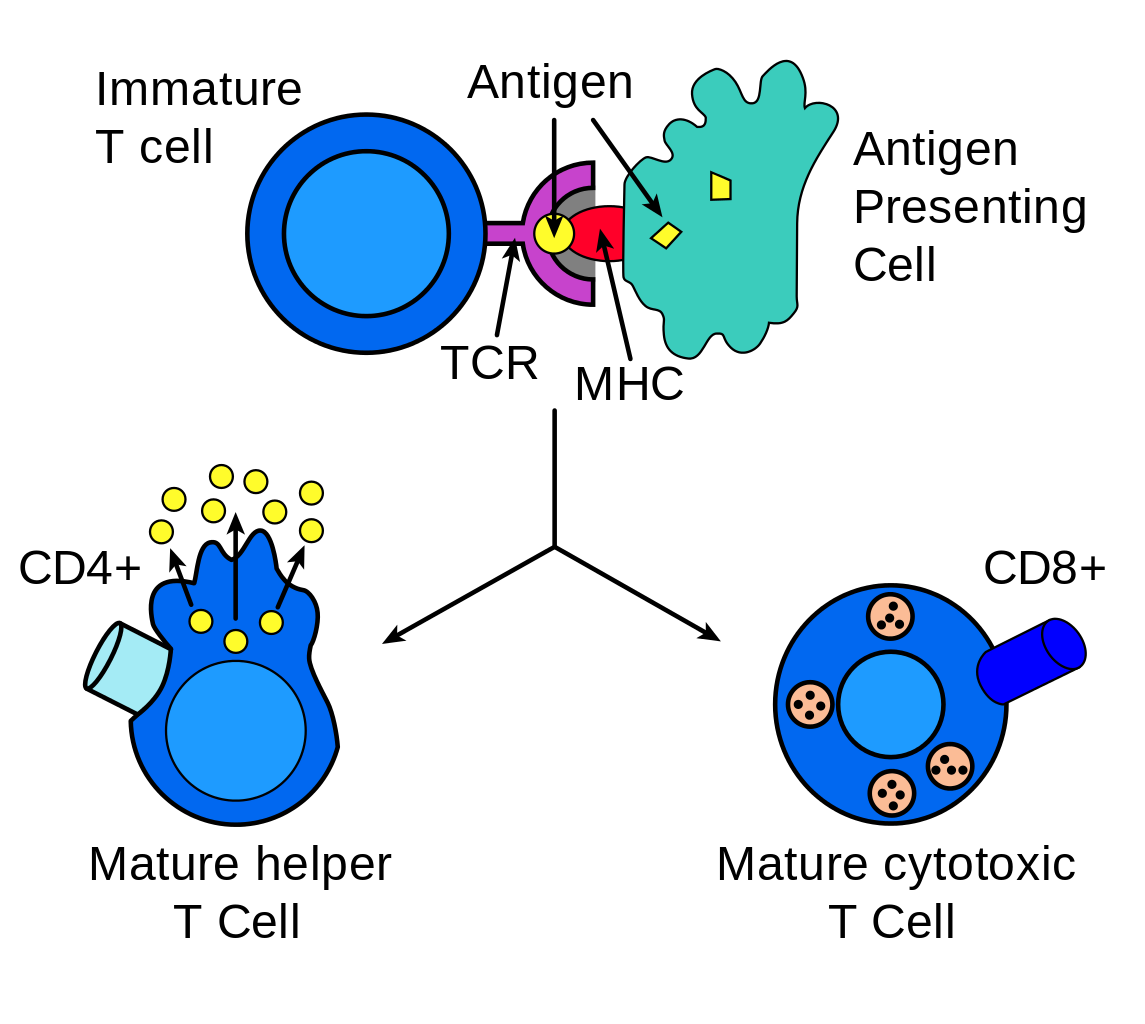 Immature
T cell
Antigen
Antigen
Presenting
Cell
TCR
MHC
CD4+
CD8+
Mature helper
T Cell
Mature cytotoxic
T Cell